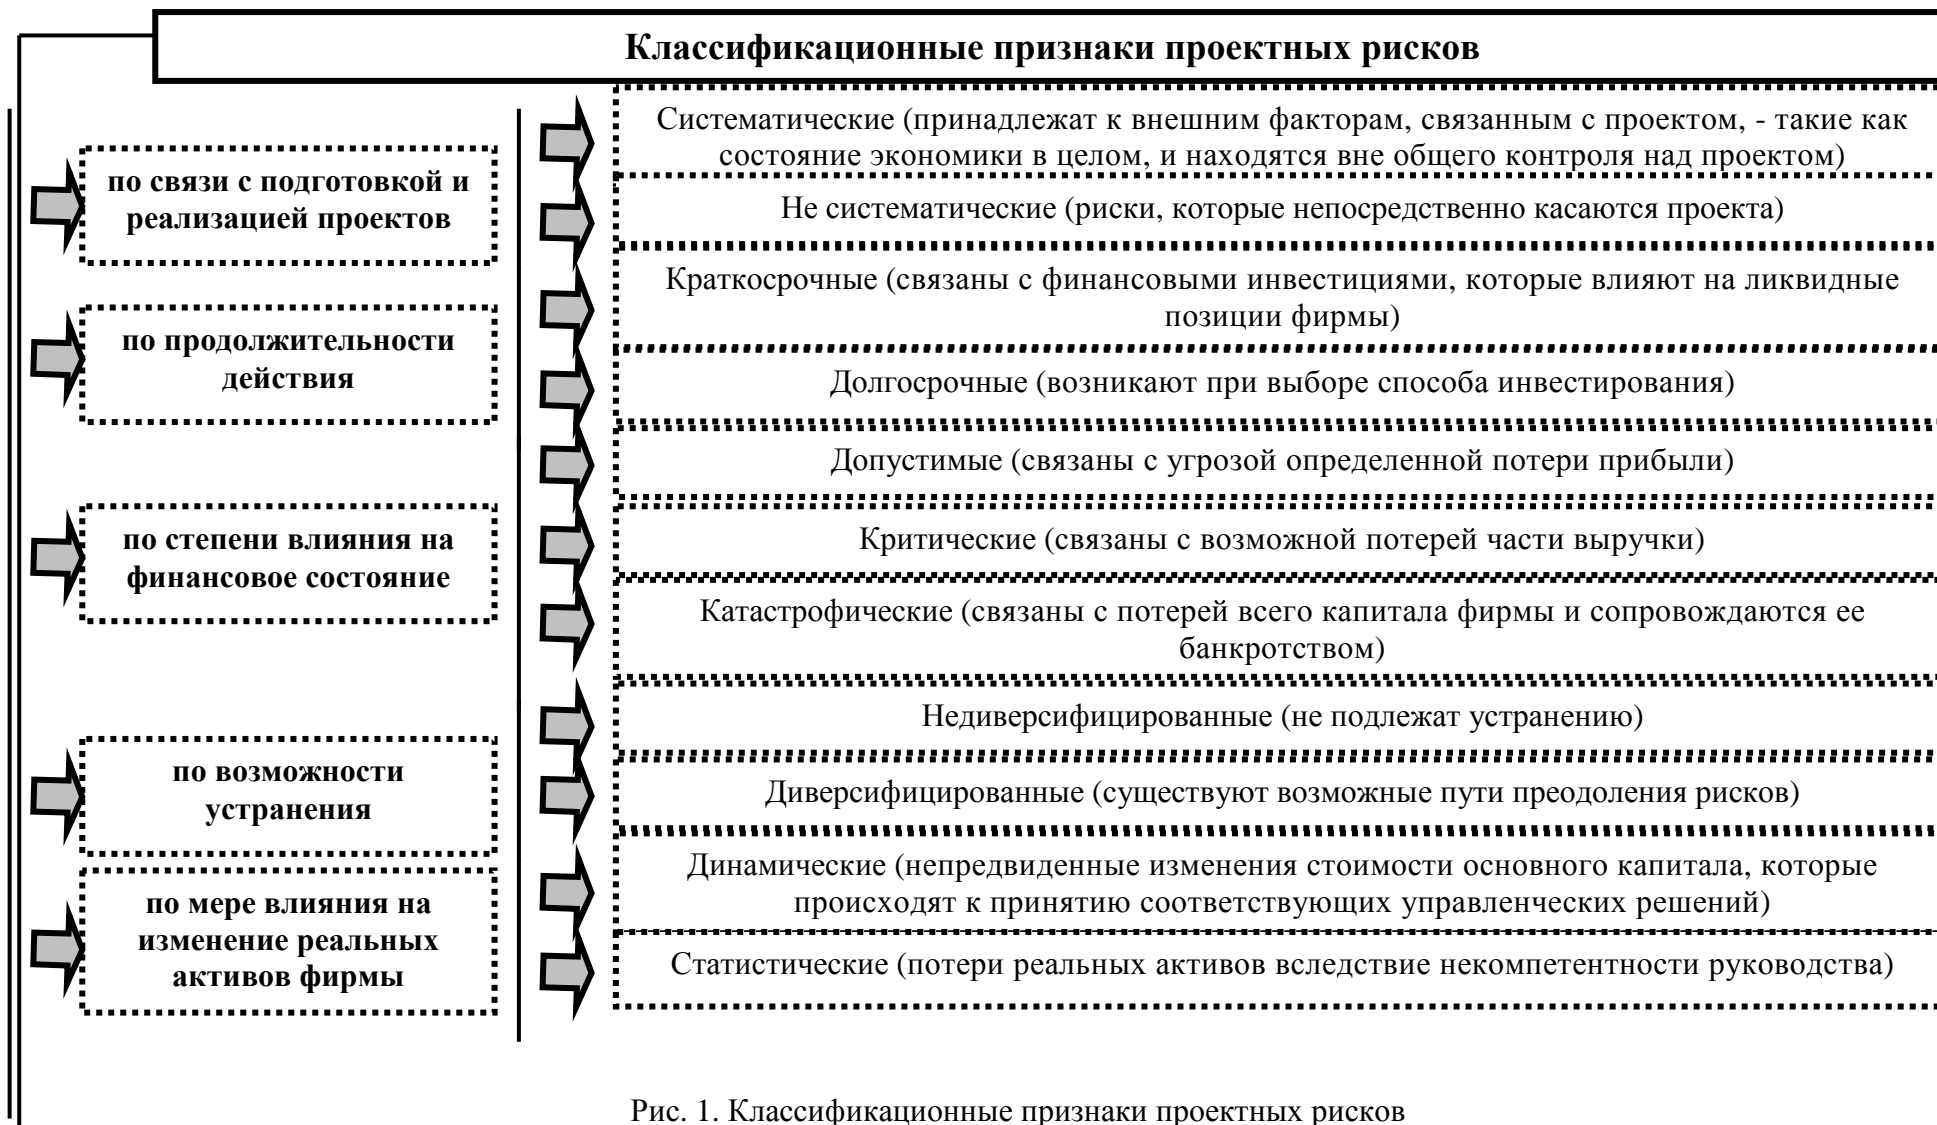 Классификационные признаки проектных рисков
по связи с подготовкой и
реализацией проектов
Систематические (принадлежат к внешним факторам, связанным с проектом, - такие как
состояние экономики в целом, и находятся вне общего контроля над проектом)
Не систематические (риски, которые непосредственно касаются проекта)
по продолжительности
действия
Краткосрочные (связаны с финансовыми инвестициями, которые влияют на ликвидные
позиции фирмы)
Долгосрочные (возникают при выборе способа инвестирования)
по степени влияния на
финансовое состояние
Допустимые (связаны с угрозой определенной потери прибыли)
Критические (связаны с возможной потерей части выручки)
Катастрофические (связаны с потерей всего капитала фирмы и сопровождаются ее
банкротством)
по возможности
устранения
Недиверсифицированные (не подлежат устранению)
Диверсифицированные (существуют возможные пути преодоления рисков)
по мере влияния на
изменение реальных
активов фирмы
Динамические (непредвиденные изменения стоимости основного капитала, которые
происходят к принятию соответствующих управленческих решений)
Статистические (потери реальных активов вследствие некомпетентности руководства)
Рис. 1. Классификационные признаки проектных рисков